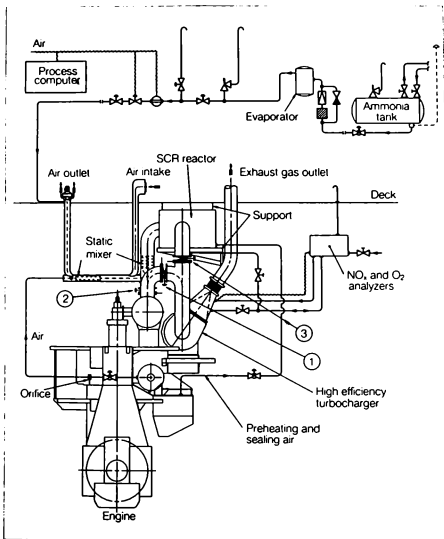 Air
Process
computer
Evaporator
Ammonia
tank
SCR reactor
Air outlet
Air intake
Exhaust gas outlet
Deck
Support
Static
mixer
NOx and O2
analyzers
2
3
1
Air
High efficiency
turbocharger
Orifice
Preheating and
sealing air
Engine